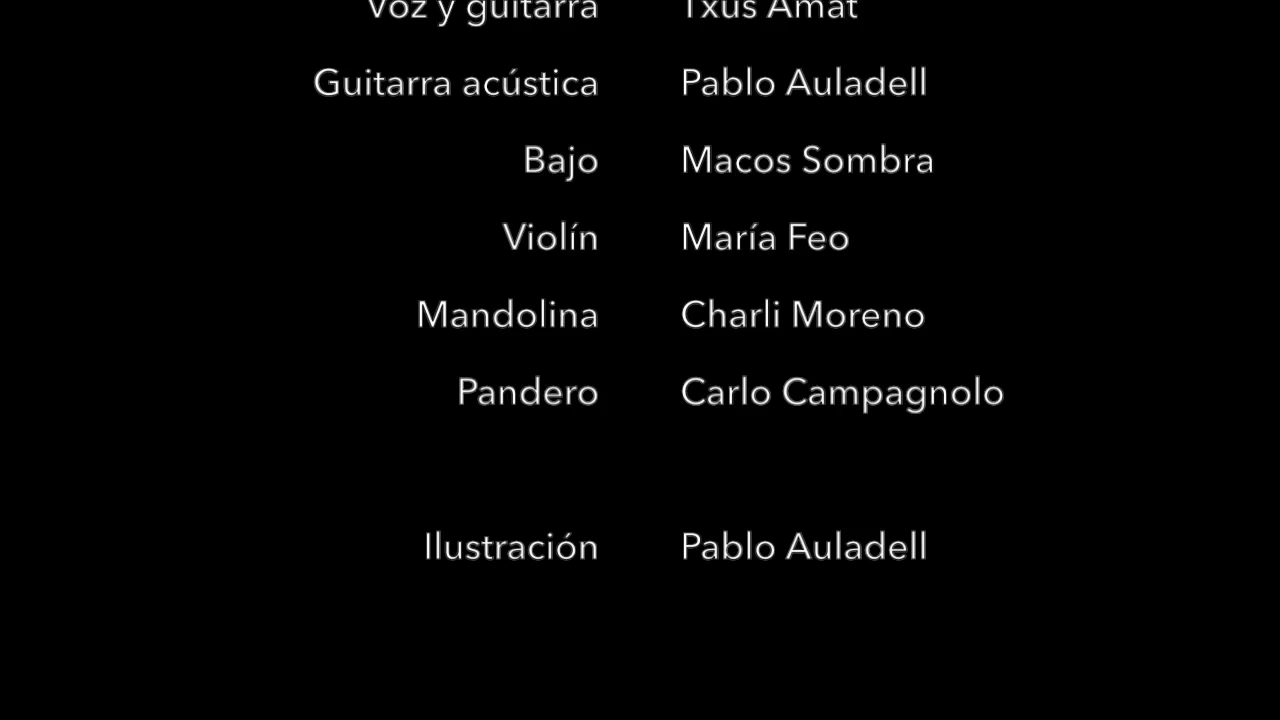 Voz y guitarra Txus Amat
Guitarra acústica Pablo Auladell
Bajo Macos Sombra
Violín María Feo
Mandolina Charli Moreno
Pandero Carlo Campagnolo
Ilustración Pablo Auladell